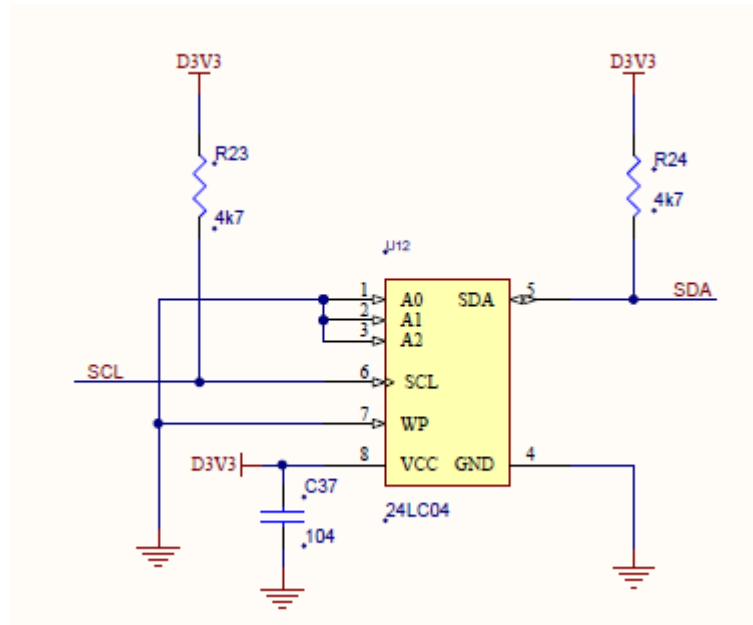 D3V3
D3V3
R23
4k7
R24
4k7
U12
1
A0
SDA
5
SDA
2
A1
3
A2
SCL
6
SCL
7
WP
D3V3
8
VCC
GND
4
C37
104
24LC04